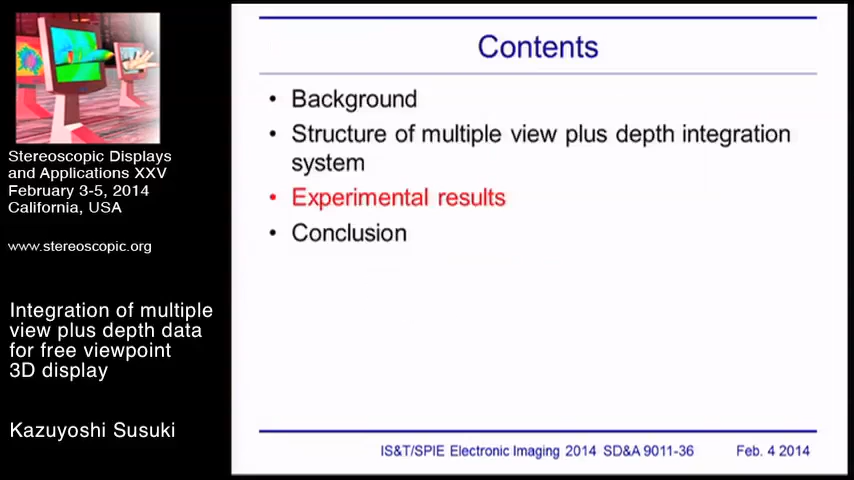 Stereoscopic Displays
and Applications XXV
February 3-5, 2014
California, USA
www.stereoscopic.org
Integration of multiple
view plus depth data
for free viewpoint
3D display
Kazuyoshi Susuki
Contents
• Background
• Structure of multiple view plus depth integration
system
• Experimental results
• Conclusion
IS&T/SPIE Electronic Imaging 2014 SD&A 9011-36 Feb. 4 2014